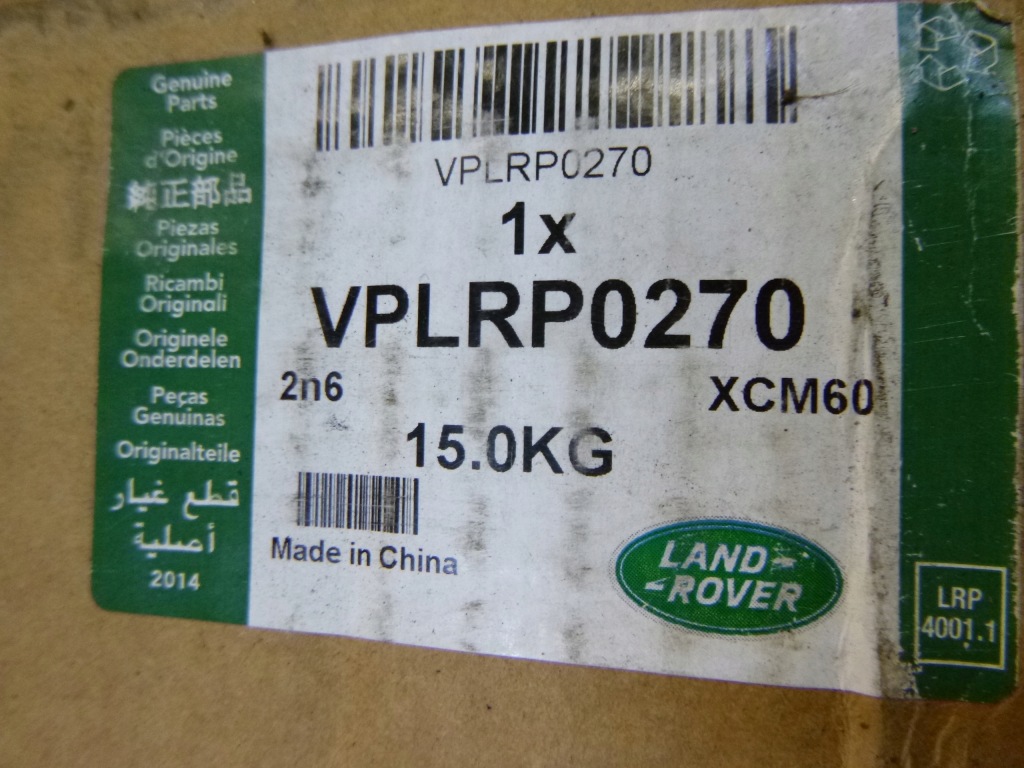 Genuine
Parts
Pièces
d'Origine
純正部品
Piezas
Originales
Ricambi
Originali
Originele
Onderdelen
Peças
Genuinas
Originalteile
قطع غيار
أصلية
2014
VPLRP0270
1x
VPLRP0270
2n6
XCM60
15.0KG
Made in China
LAND
ROVER
LRP
4001.1